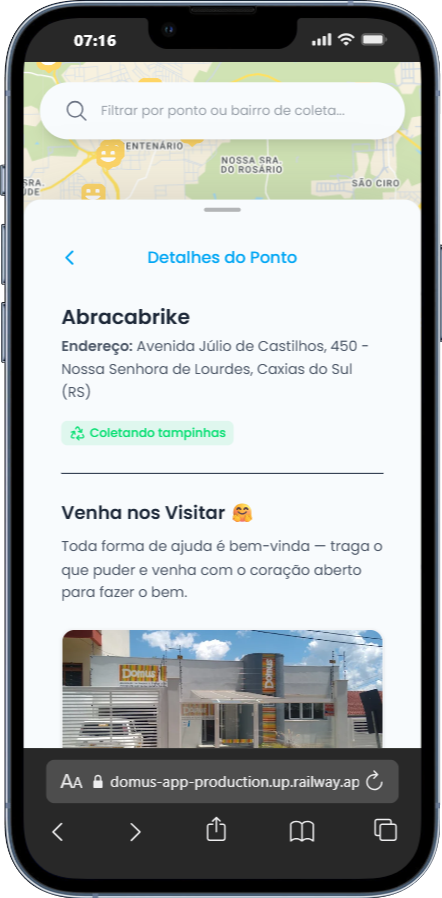 07:16
Filtrar por ponto ou bairro de coleta...
ENTENÁRIO
NOSSA SRA.
DO ROSÁRIO
SRA.
ÚDE
SÃO CIRO
Detalhes do Ponto
Abracabrike
Endereço: Avenida Júlio de Castilhos, 450 -
Nossa Senhora de Lourdes, Caxias do Sul
(RS)
Coletando tampinhas
Venha nos Visitar 🤗
Toda forma de ajuda é bem-vinda — traga o
que puder e venha com o coração aberto
para fazer o bem.
Domus
Domus
AA domus-app-production.up.railway.ap